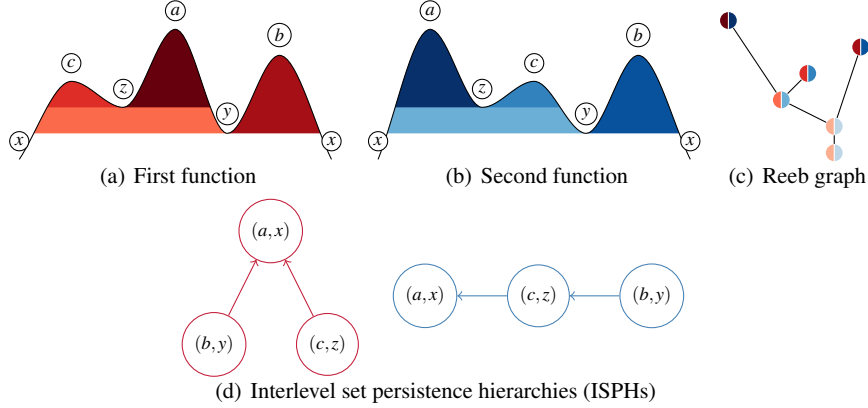 a
b
c
z
y
x
x
a
b
c
z
y
x
x
(a) First function
(b) Second function
(c) Reeb graph
(a,x)
(b,y)
(c,z)
(a,x)
(c,z)
(b,y)
(d) Interlevel set persistence hierarchies (ISPHs)